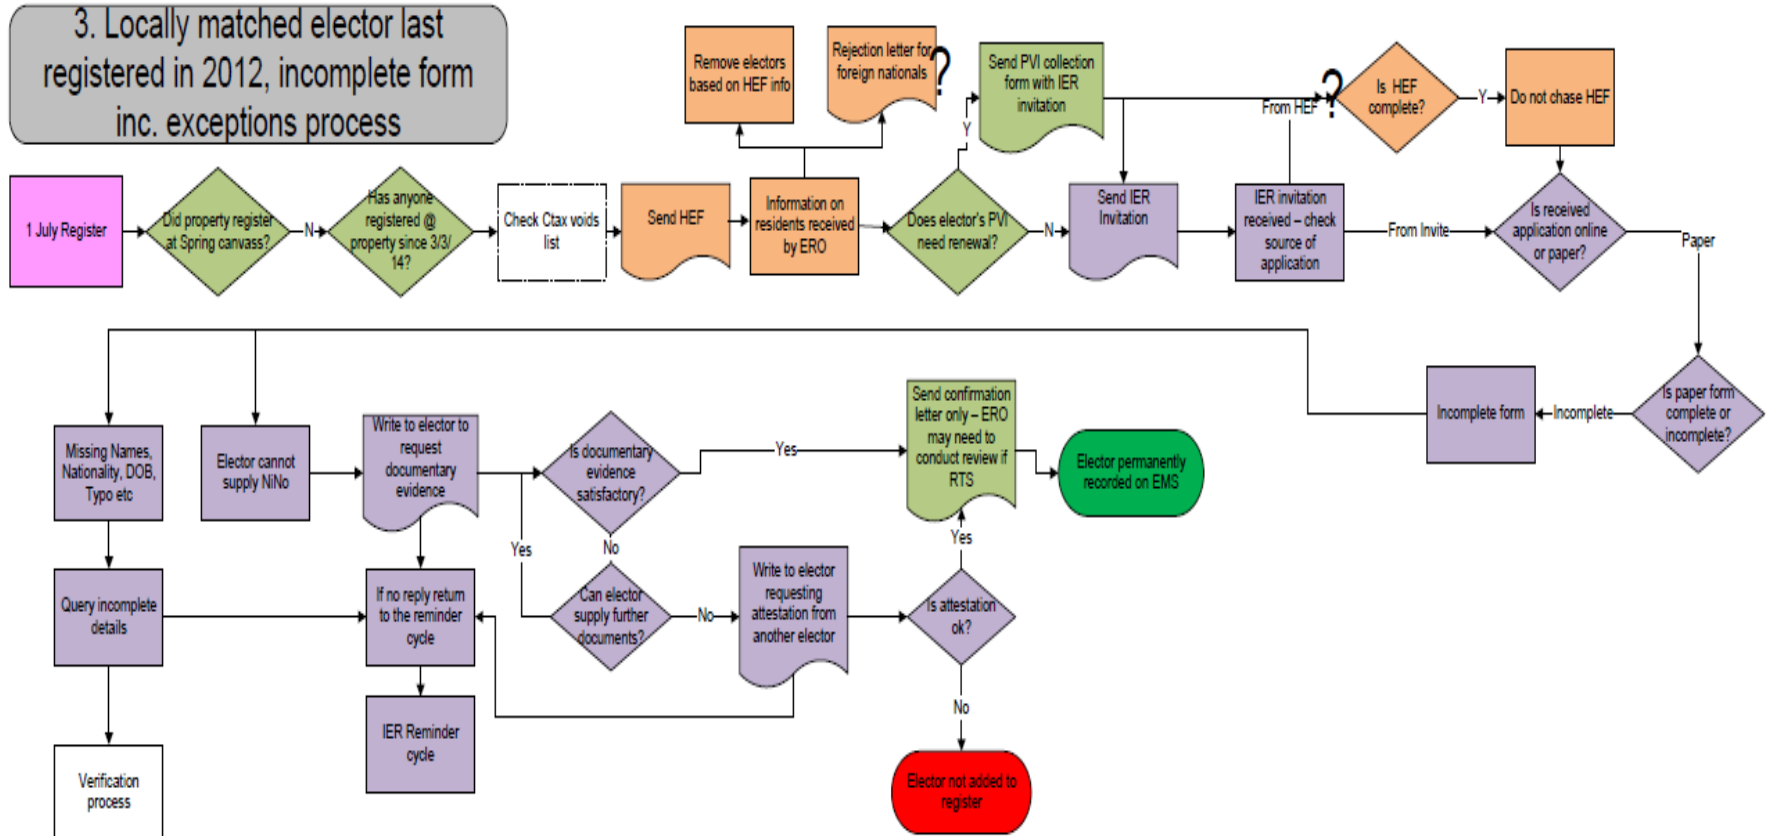 3. Locally matched elector last
registered in 2012, incomplete form
inc. exceptions process
Remove electors
based on HEF info
Rejection letter for
foreign nationals
?
Send PVI collection
form with IER
invitation
From HEF
?
Is HEF
complete?
Y
Do not chase HEF
1 July Register
Did property register
at Spring canvass?
N
Has anyone
registered @
property since 3/3/
14?
Check Ctax voids
list
Send HEF
Information on
residents received
by ERO
Y
Does elector's PVI
need renewal?
N
Send IER
Invitation
IER invitation
received – check
source of
application
From Invite
Is received
application online
or paper?
Paper
Missing Names,
Nationality, DOB,
Typo etc
Elector cannot
supply NiNo
Write to elector to
request
documentary
evidence
Is documentary
evidence
satisfactory?
Yes
Send confirmation
letter only – ERO
may need to
conduct review if
RTS
Elector permanently
recorded on EMS
Incomplete form
Incomplete
Is paper form
complete or
incomplete?
Yes
No
Yes
Query incomplete
details
If no reply return
to the reminder
cycle
Can elector
supply further
documents?
No
Write to elector
requesting
attestation from
another elector
Is attestation
ok?
No
IER Reminder
cycle
Verification
process
Elector not added to
register